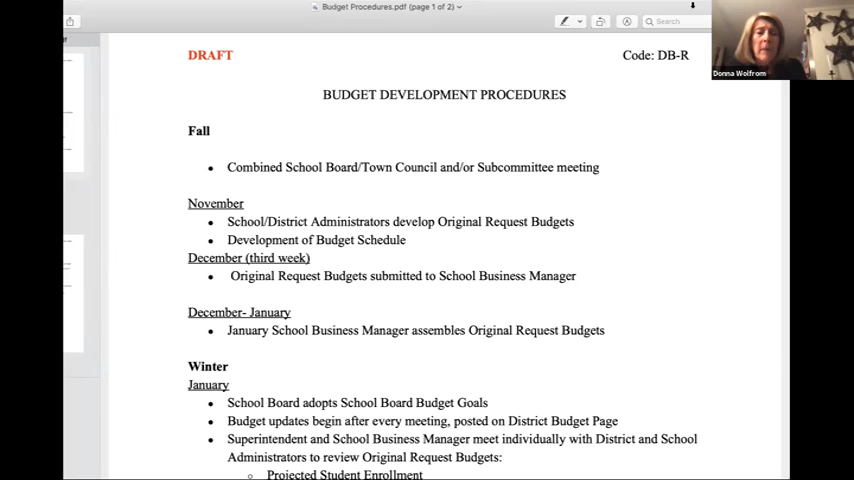 Budget Procedures.pdf (page 1 of 2)
Search
Donna Wolfrom
DRAFT
Code: DB-R
BUDGET DEVELOPMENT PROCEDURES
Fall
• Combined School Board/Town Council and/or Subcommittee meeting
November
• School/District Administrators develop Original Request Budgets
• Development of Budget Schedule
December (third week)
• Original Request Budgets submitted to School Business Manager
December- January
• January School Business Manager assembles Original Request Budgets
Winter
January
• School Board adopts School Board Budget Goals
• Budget updates begin after every meeting, posted on District Budget Page
• Superintendent and School Business Manager meet individually with District and School
Administrators to review Original Request Budgets:
○ Projected Student Enrollment